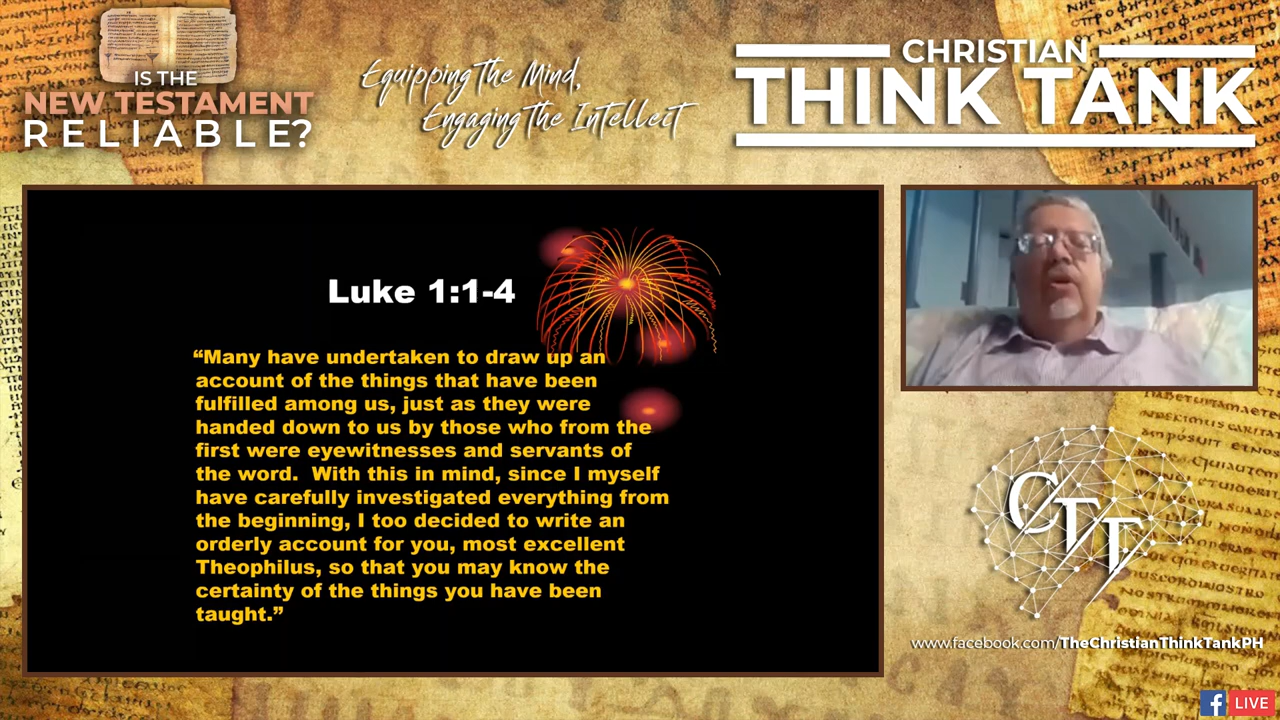 IS THE
NEW TESTAMENT
RELIABLE?
Equipping The Mind,
Engaging The Intellect
CHRISTIAN
THINK TANK
Luke 1:1-4
“Many have undertaken to draw up an
account of the things that have been
fulfilled among us, just as they were
handed down to us by those who from the
first were eyewitnesses and servants of
the word.  With this in mind, since I myself
have carefully investigated everything from
the beginning, I too decided to write an
orderly account for you, most excellent
Theophilus, so that you may know the
certainty of the things you have been
taught.”
CTT
www.facebook.com/TheChristianThinkTankPH
f LIVE